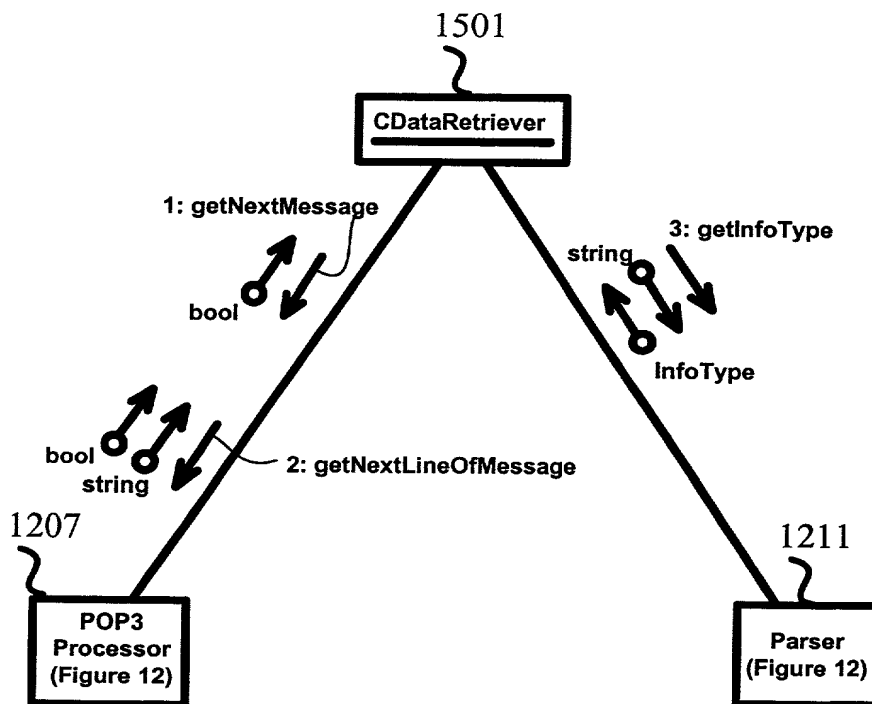 1501
CDataRetriever
1: getNextMessage
bool
3: getInfoType
string
InfoType
bool
string
2: getNextLineOfMessage
1207
POP3
Processor
(Figure 12)
1211
Parser
(Figure 12)